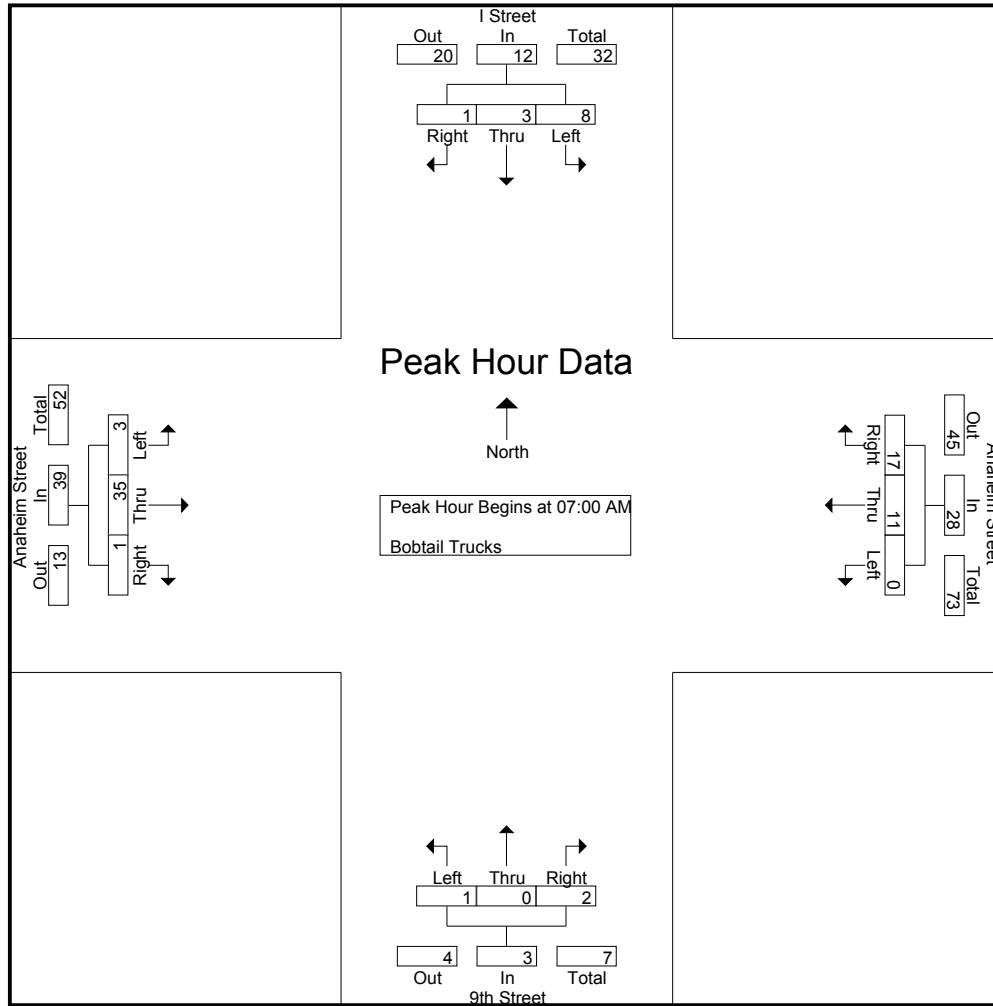 I Street
Out In Total
20 12 32
1 3 8
Right Thru Left
Peak Hour Data
North
Peak Hour Begins at 07:00 AM
Bobtail Trucks
Anaheim Street
Total In Out
52 39 13
3 35 1
Left Thru Right
Right Thru Left
17 11 0
Out In Total
45 28 73
Anaheim Street
Left Thru Right
1 0 2
4 3 7
Out In Total
9th Street